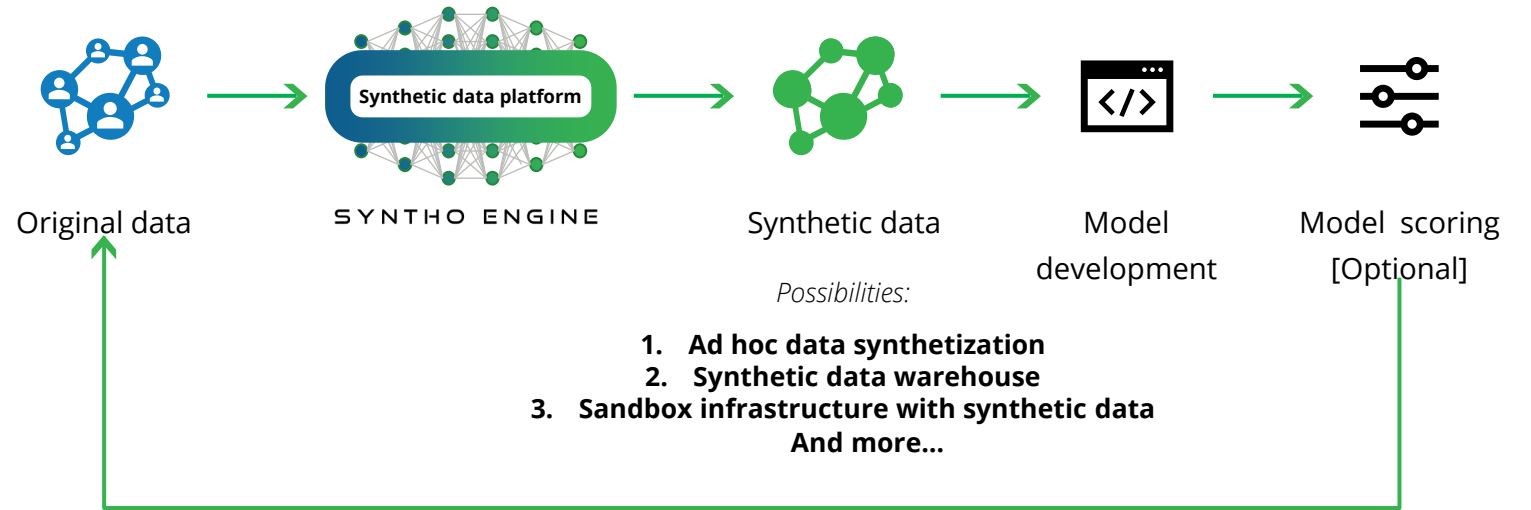 Synthetic data platform
</>
SYNTHO ENGINE
Original data
Synthetic data
Model
development
Model scoring
[Optional]
Possibilities:
1. Ad hoc data synthetization
2. Synthetic data warehouse
3. Sandbox infrastructure with synthetic data
And more...